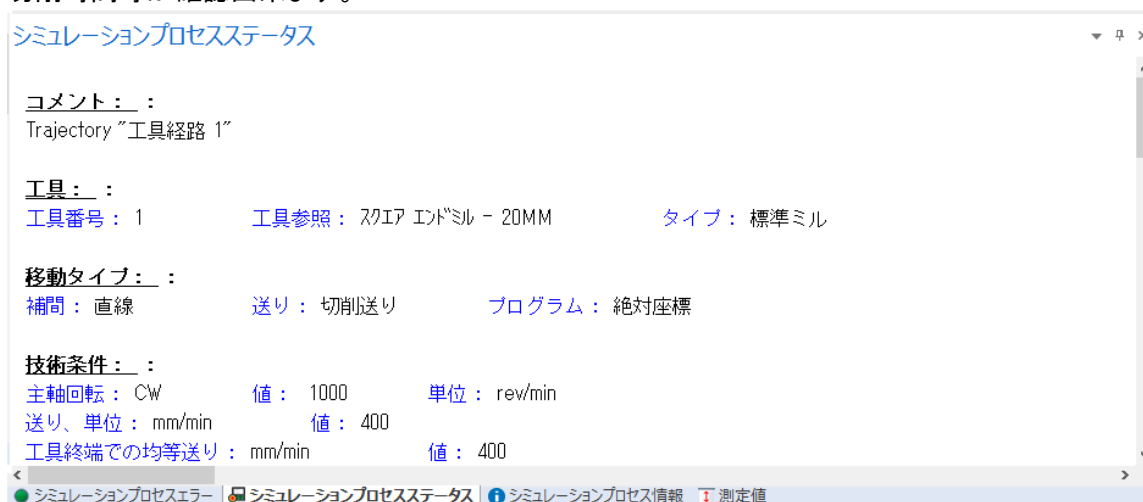 シミュレーションプロセスステータス
コメント： ：
Trajectory "工具経路 1"
工具： ：
工具番号： 1 工具参照： ｽｸｴｱ ｴﾝﾄﾞﾐﾙ - 20MM タイプ： 標準ミル
移動タイプ： ：
補間： 直線 送り： 切削送り プログラム： 絶対座標
技術条件： ：
主軸回転： CW 値： 1000 単位： rev/min
送り、単位： mm/min 値： 400
工具終端での均等送り： mm/min 値： 400
シミュレーションプロセスエラー シミュレーションプロセスステータス シミュレーションプロセス情報 測定値